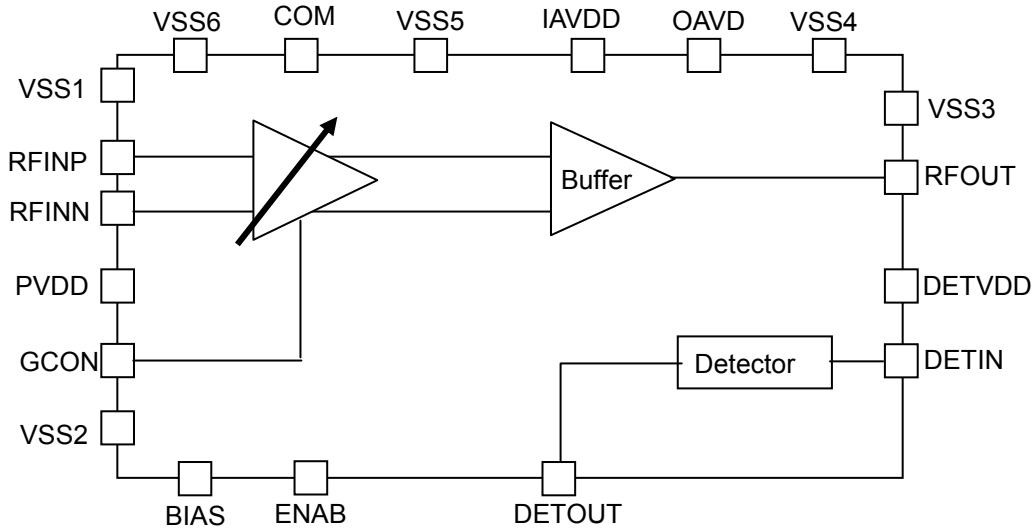 VSS6
COM
VSS5
IAVDD
OAVD
VSS4
VSS1
VSS3
RFINP
Buffer
RFOUT
RFINN
PVDD
DETVDD
GCON
Detector
DETIN
VSS2
BIAS
ENAB
DETOUT